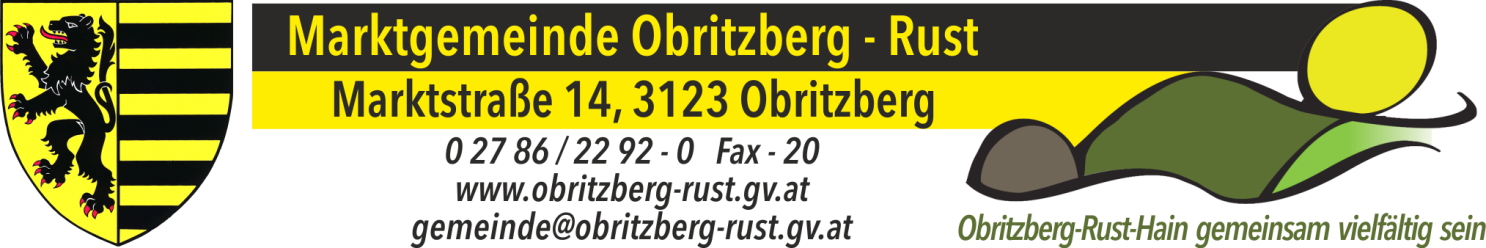 Marktgemeinde Obritzberg - Rust
Marktstraße 14, 3123 Obritzberg
0 27 86 / 22 92 - 0 Fax - 20
www.obritzberg-rust.gv.at
gemeinde@obritzberg-rust.gv.at
Obritzberg-Rust-Hain gemeinsam vielfältig sein